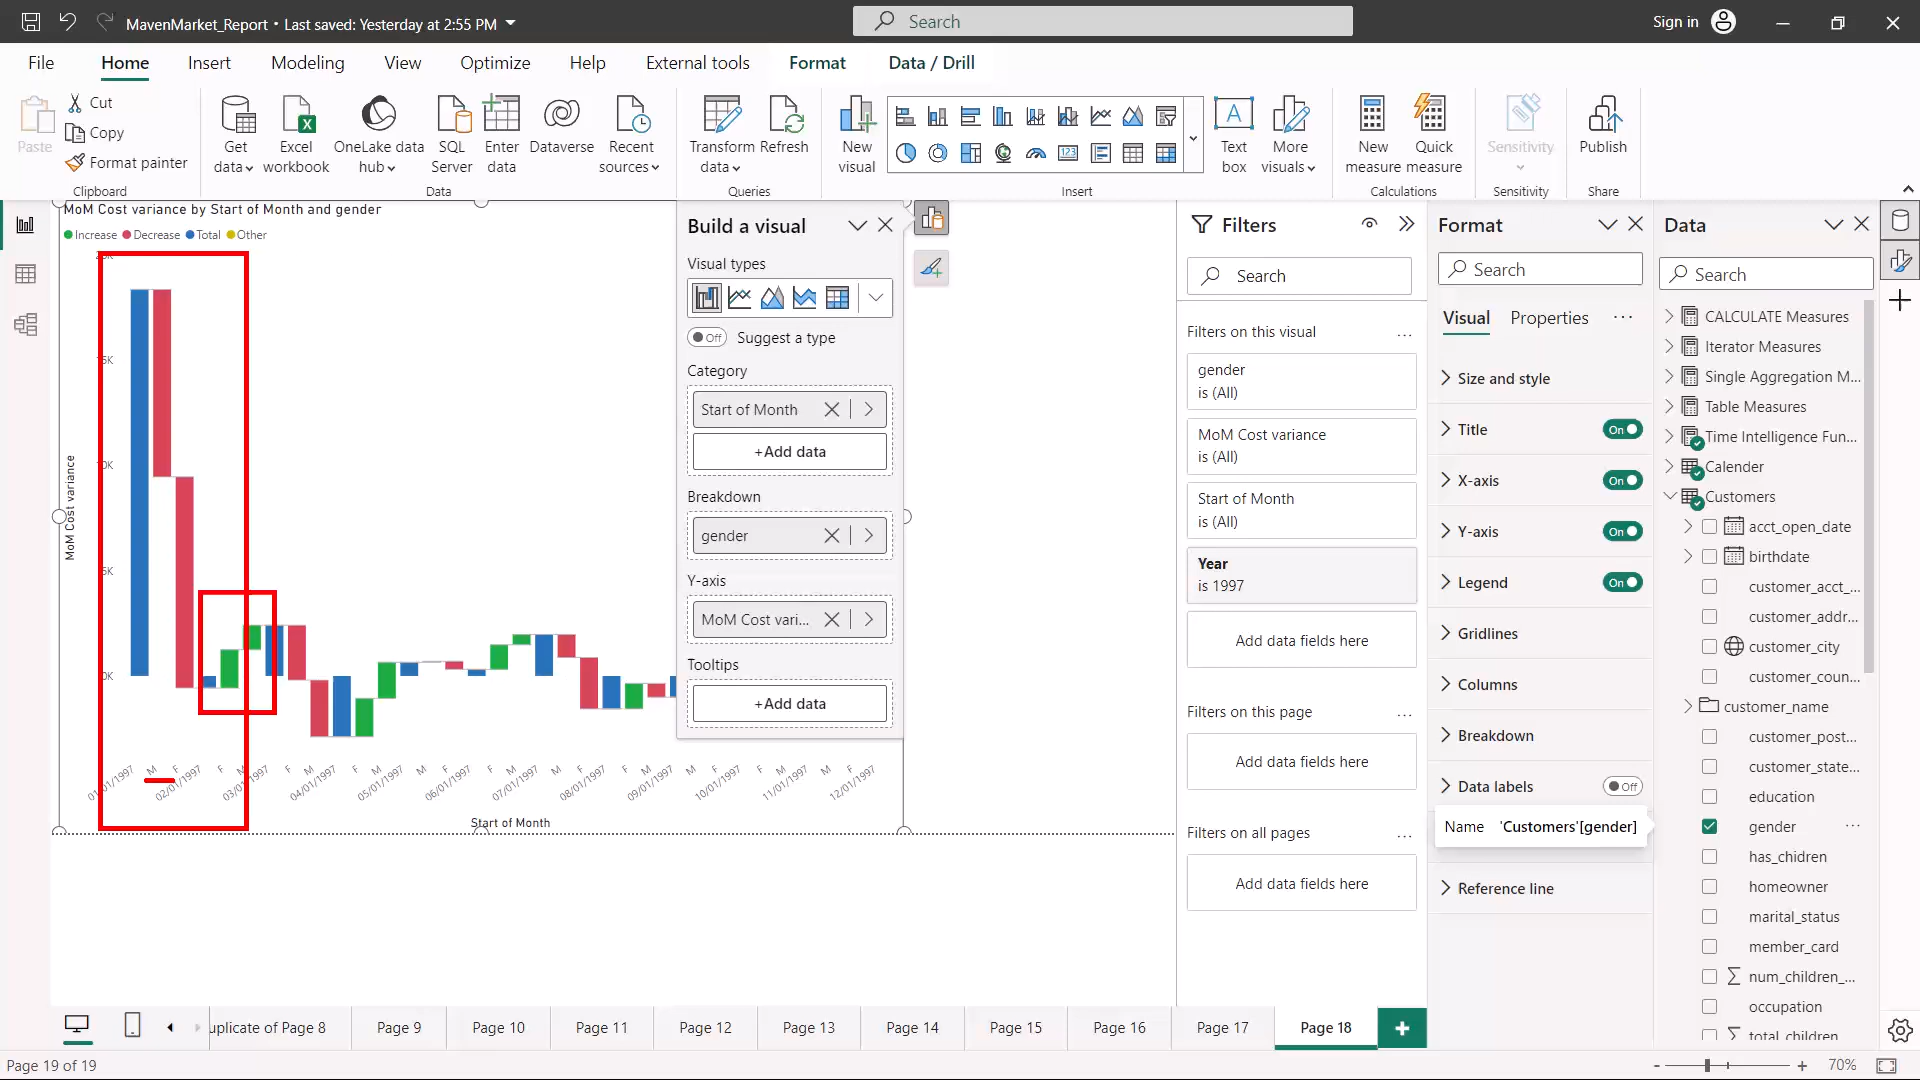 MavenMarket_Report • Last saved: Yesterday at 2:55 PM
Search
Sign in
File
Home
Insert
Modeling
View
Optimize
Help
External tools
Format
Data / Drill
Paste
Cut
Copy
Format painter
Clipboard
Get data
Excel workbook
OneLake data hub
SQL Server
Enter data
Dataverse
Recent sources
Data
Transform data
Refresh
Queries
New visual
Text box
More visuals
Insert
New measure
Quick measure
Calculations
Sensitivity
Sensitivity
Publish
Share
MoM Cost variance by Start of Month and gender
Increase Decrease Total Other
MoM Cost variance
0K
01/01/1997 M F 02/01/1997 F M 03/01/1997 F M 04/01/1997 F M 05/01/1997 M F 06/01/1997 F M 07/01/1997 M F 08/01/1997 F M 09/01/1997 M F 10/01/1997 F M 11/01/1997 M F 12/01/1997
Start of Month
Build a visual
Visual types
Off Suggest a type
Category
Start of Month
+Add data
Breakdown
gender
Y-axis
MoM Cost vari...
Tooltips
+Add data
Filters
Search
Filters on this visual ...
gender
is (All)
MoM Cost variance
is (All)
Start of Month
is (All)
Year
is 1997
Add data fields here
Filters on this page ...
Add data fields here
Filters on all pages ...
Add data fields here
Format
Search
Visual Properties ...
Size and style
Title On
X-axis On
Y-axis On
Legend On
Gridlines
Columns
Breakdown
Data labels Off
Name 'Customers'[gender]
Reference line
Data
Search
CALCULATE Measures
Iterator Measures
Single Aggregation M...
Table Measures
Time Intelligence Fun...
Calender
Customers
acct_open_date
birthdate
customer_acct_...
customer_addr...
customer_city
customer_coun...
customer_name
customer_post...
customer_state...
education
gender ...
has_chidren
homeowner
marital_status
member_card
num_children_...
occupation
total_children
uplicate of Page 8
Page 9
Page 10
Page 11
Page 12
Page 13
Page 14
Page 15
Page 16
Page 17
Page 18
Page 19 of 19
- + 70%